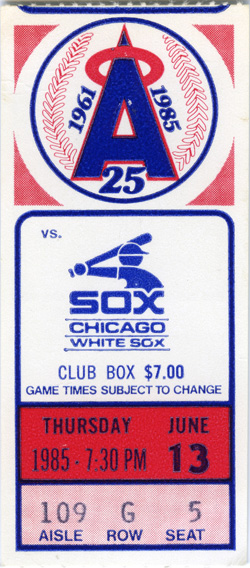 1961 A 1985
25
VS.
SOX
CHICAGO
WHITE SOX
CLUB BOX $7.00
GAME TIMES SUBJECT TO CHANGE
THURSDAY JUNE
1985 - 7:30 PM 13
109 G 5
AISLE ROW SEAT